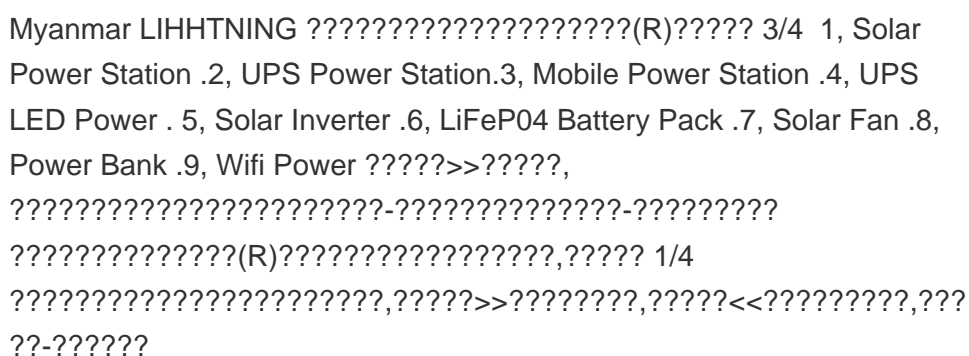 Myanmar LIHHTNING ????????????????????(R)????? 3/4 1, Solar
Power Station .2, UPS Power Station.3, Mobile Power Station .4, UPS
LED Power . 5, Solar Inverter .6, LiFeP04 Battery Pack .7, Solar Fan .8,
Power Bank .9, Wifi Power ?????>>?????,
???????????????????????-??????????????-?????????
??????????????(R)?????????????????,????? 1/4
???????????????????????,?????>>????????,?????<<?????????,???
??-??????